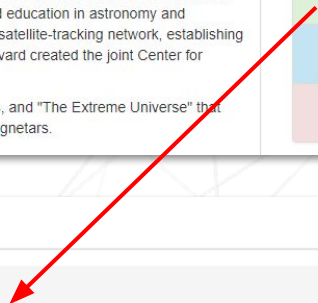 d education in astronomy and
satellite-tracking network, establishing
vard created the joint Center for
, and "The Extreme Universe" that
gnetars.